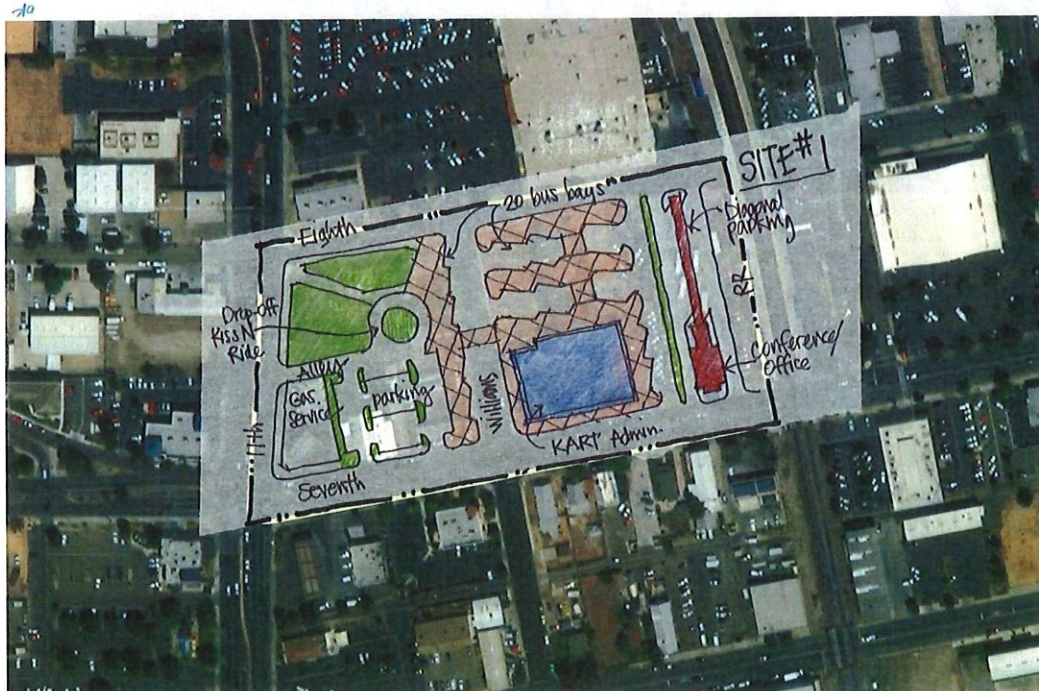 SITE #1
Eighth
20 bus bays
Diagonal
parking
RR
Drop-off
Kiss N
Ride
Alley
Gas.
Service
parking
Williams
Conference/
Office
KART Admin.
11th
Seventh